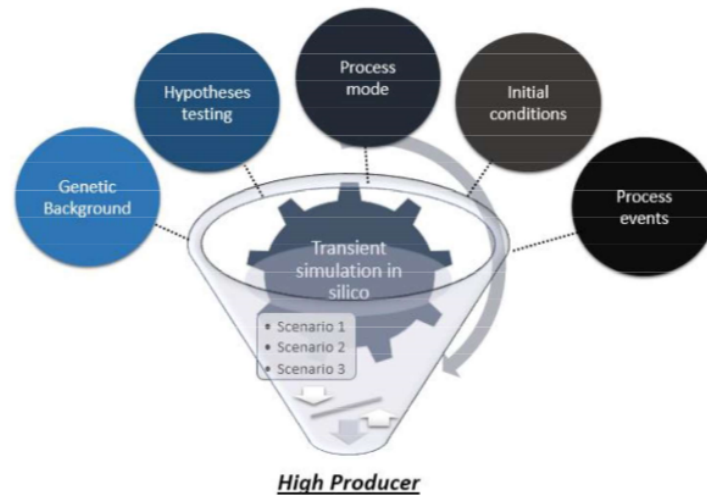 Process
mode
Hypotheses
testing
Initial
conditions
Genetic
Background
Process
events
Transient
simulation in
silico
• Scenario 1
• Scenario 2
• Scenario 3
High Producer